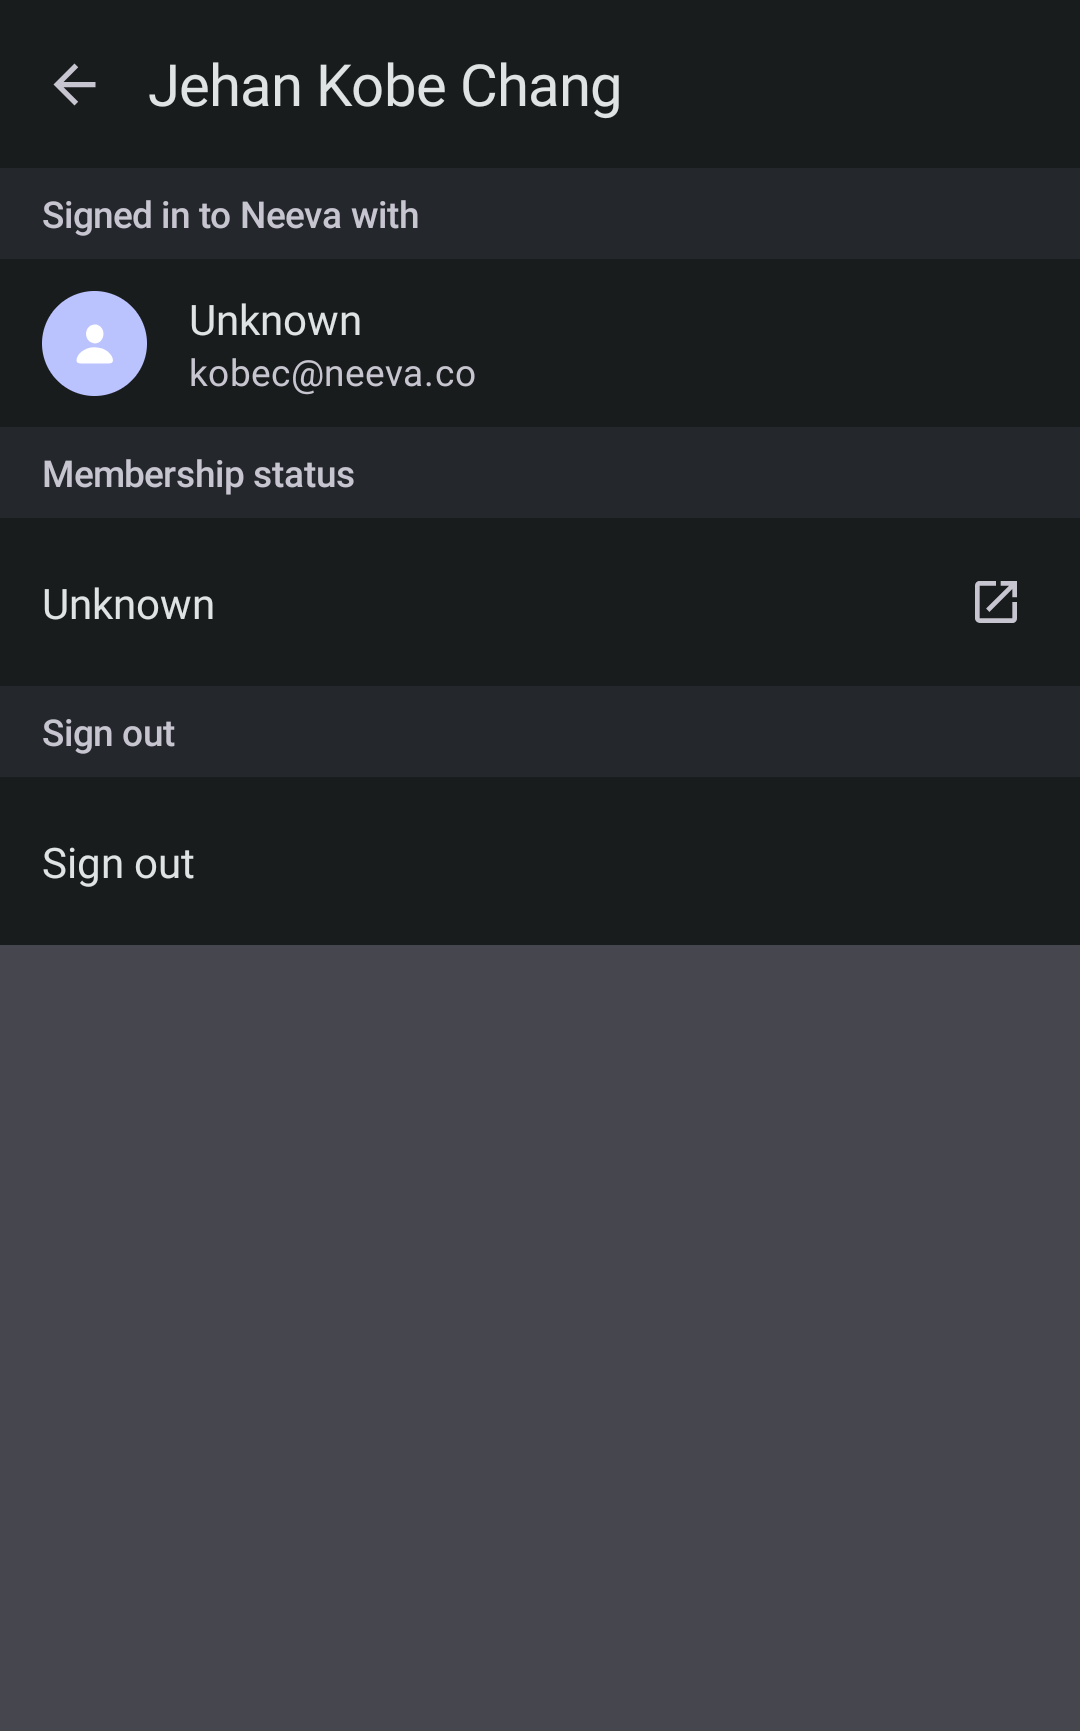 Jehan Kobe Chang
Signed in to Neeva with
Unknown
kobec@neeva.co
Membership status
Unknown
Sign out
Sign out